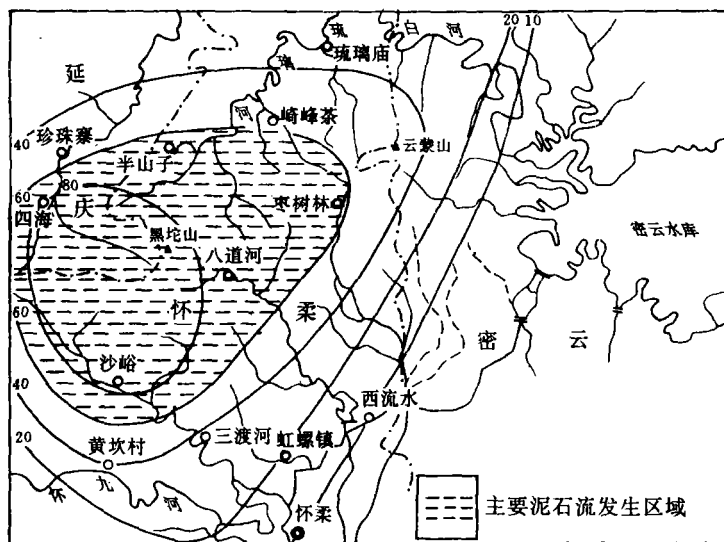 琉
璃
河
白河
20 10
延
琉璃庙
崎峰茶
云蒙山
珍珠寨
40
半山子
80
60
四海
庆
枣树林
黑坨山
八道河
密云水库
60
怀
柔
密
云
沙峪
40
西流水
20
黄坎村
三渡河
虹螺镇
怀九河
怀柔
主要泥石流发生区域